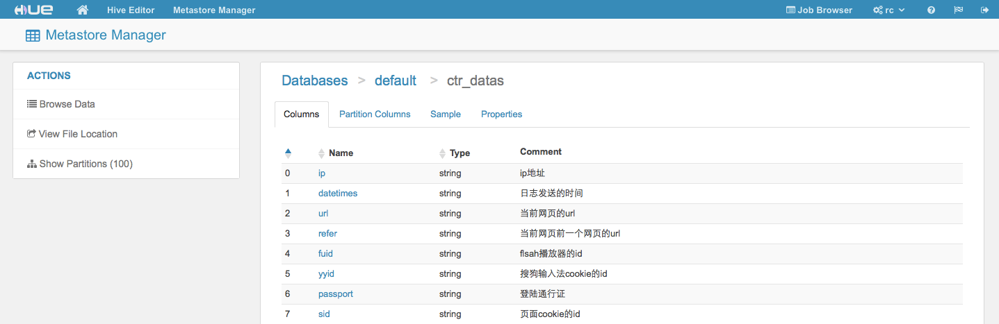 HUE Hive Editor Metastore Manager Job Browser rc
Metastore Manager
ACTIONS
Browse Data
View File Location
Show Partitions (100)
Databases > default > ctr_datas
Columns Partition Columns Sample Properties
Name Type Comment
0 ip string ip地址
1 datetimes string 日志发送的时间
2 url string 当前网页的url
3 refer string 当前网页前一个网页的url
4 fuid string flsah播放器的id
5 yyid string 搜狗输入法cookie的id
6 passport string 登陆通行证
7 sid string 页面cookie的id